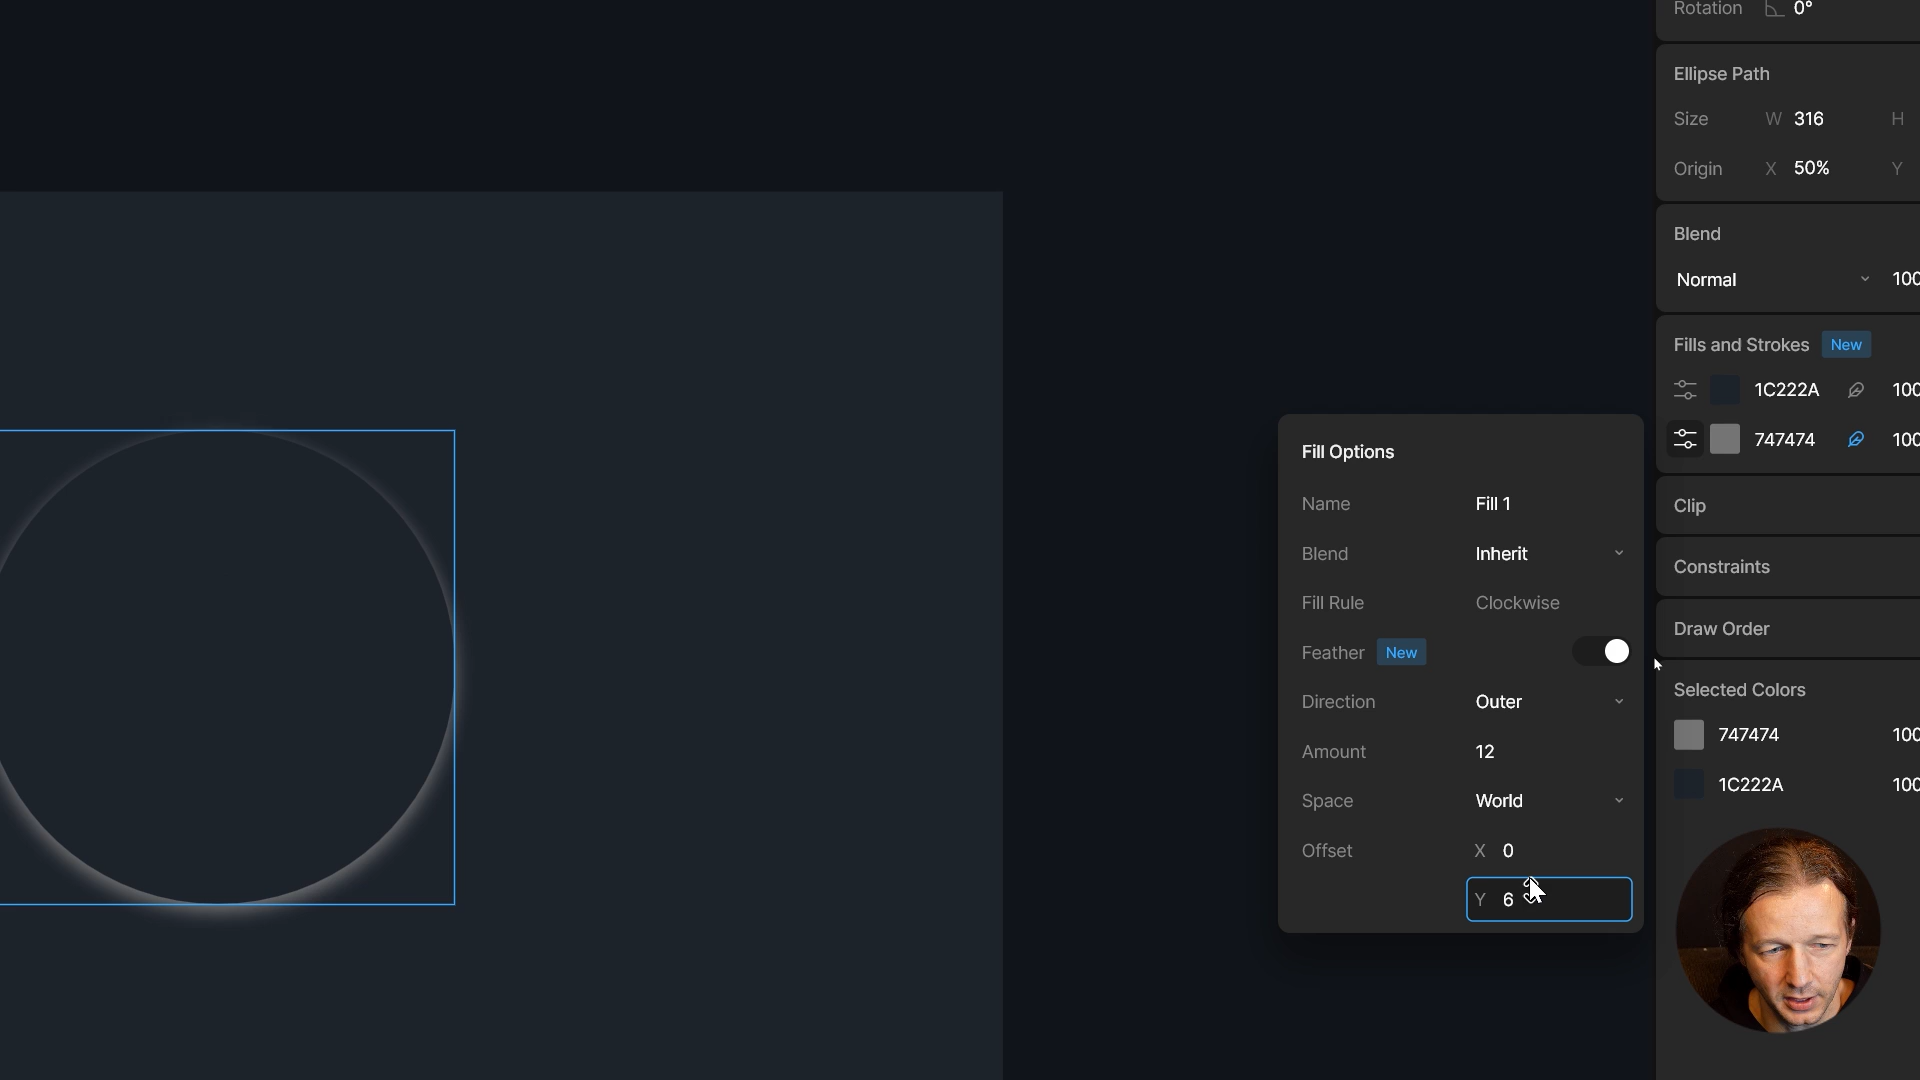 Rotation 0°
Ellipse Path
Size W 316 H
Origin X 50% Y
Blend
Normal 100
Fills and Strokes New
1C222A 100
747474 100
Clip
Constraints
Draw Order
Selected Colors
747474 100
1C222A 100
Fill Options
Name Fill 1
Blend Inherit
Fill Rule Clockwise
Feather New
Direction Outer
Amount 12
Space World
Offset X 0
Y 6